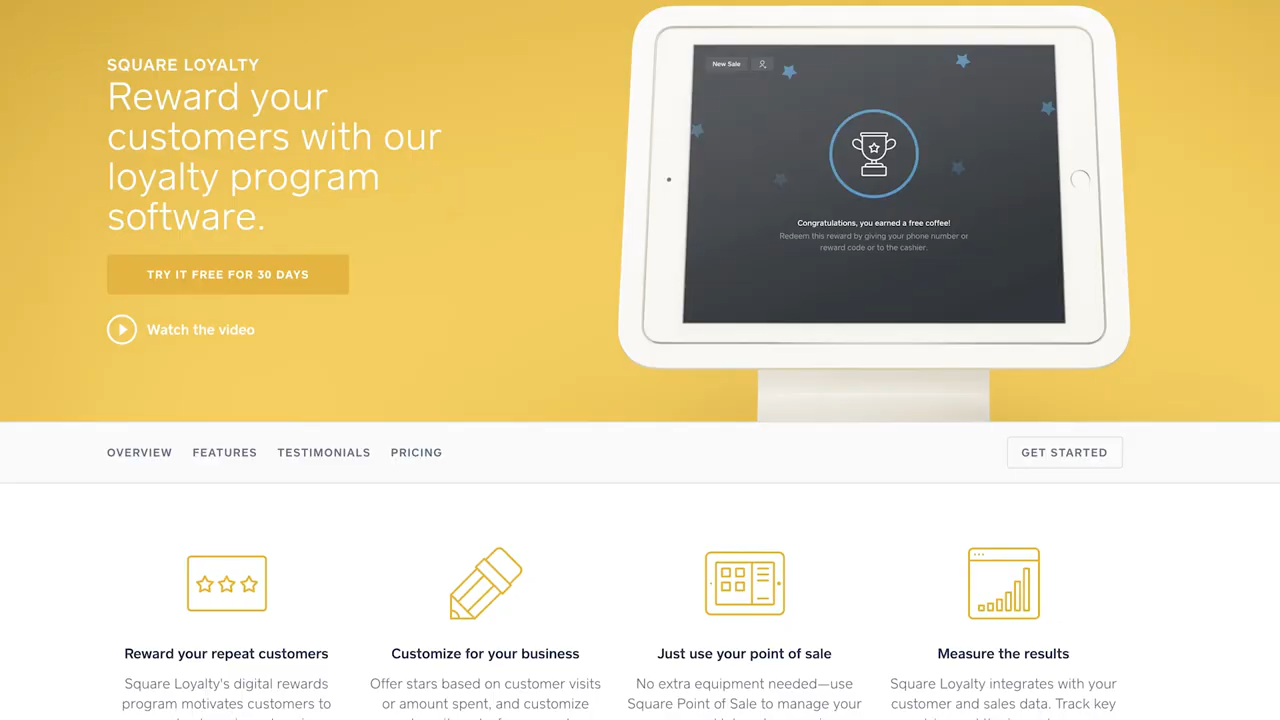 SQUARE LOYALTY
Reward your
customers with our
loyalty program
software.
TRY IT FREE FOR 30 DAYS
Watch the video
New Sale
Congratulations, you earned a free coffee!
Redeem this reward by giving your phone number or
reward code or to the cashier.
OVERVIEW FEATURES TESTIMONIALS PRICING GET STARTED
Reward your repeat customers
Square Loyalty's digital rewards
program motivates customers to
Customize for your business
Offer stars based on customer visits
or amount spent, and customize
Just use your point of sale
No extra equipment needed—use
Square Point of Sale to manage your
Measure the results
Square Loyalty integrates with your
customer and sales data. Track key